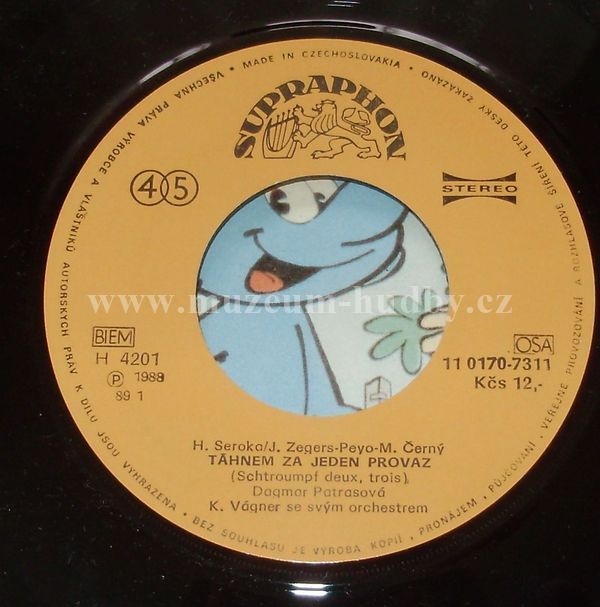 VŠECHNA PRÁVA VÝROBCE A VLASTNÍKŮ AUTORSKÝCH PRÁV K DÍLU JSOU VYHRAZENA • BEZ SOUHLASU JE VÝROBA KOPIÍ, PRONÁJEM, PŮJČOVÁNÍ, VEŘEJNÉ PROVOZOVÁNÍ A ROZHLASOVÉ ŠÍŘENÍ TÉTO DESKY ZAKÁZÁNO • MADE IN CZECHOSLOVAKIA •
SUPRAPHON
45
STEREO
www.muzeum-hudby.cz
BIEM
H 4201
Ⓟ 1988
89 1
OSA
11 0170-7311
Kčs 12,-
H. Seroka/J. Zegers-Peyo-M. Černý
TÁHNEM ZA JEDEN PROVAZ
(Schtroumpf deux, trois)
Dagmar Patrasová
K. Vágner se svým orchestrem